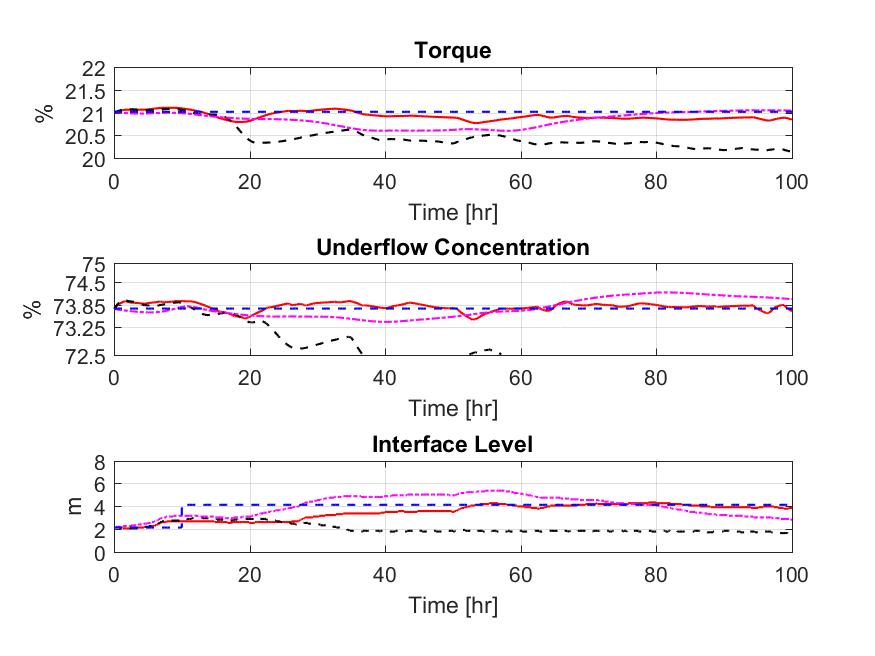 Torque
22
21.5
21
20.5
20
%
0 20 40 60 80 100
Time [hr]
Underflow Concentration
75
74.5
73.85
73.25
72.5
%
0 20 40 60 80 100
Time [hr]
Interface Level
8
6
4
2
0
m
0 20 40 60 80 100
Time [hr]